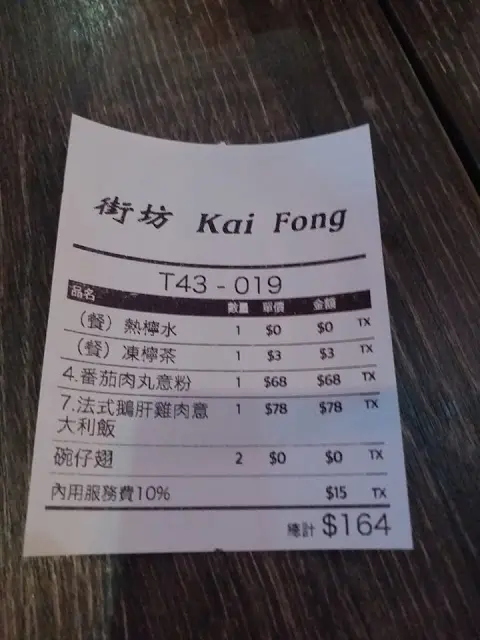 街坊 Kai Fong
T43 - 019
品名 數量 單價 金額
（餐）熱檸水 1 $0 $0 TX
（餐）凍檸茶 1 $3 $3 TX
4.番茄肉丸意粉 1 $68 $68 TX
7.法式鵝肝雞肉意 1 $78 $78 TX
大利飯
碗仔翅 2 $0 $0 TX
內用服務費10% $15 TX
總計 $164